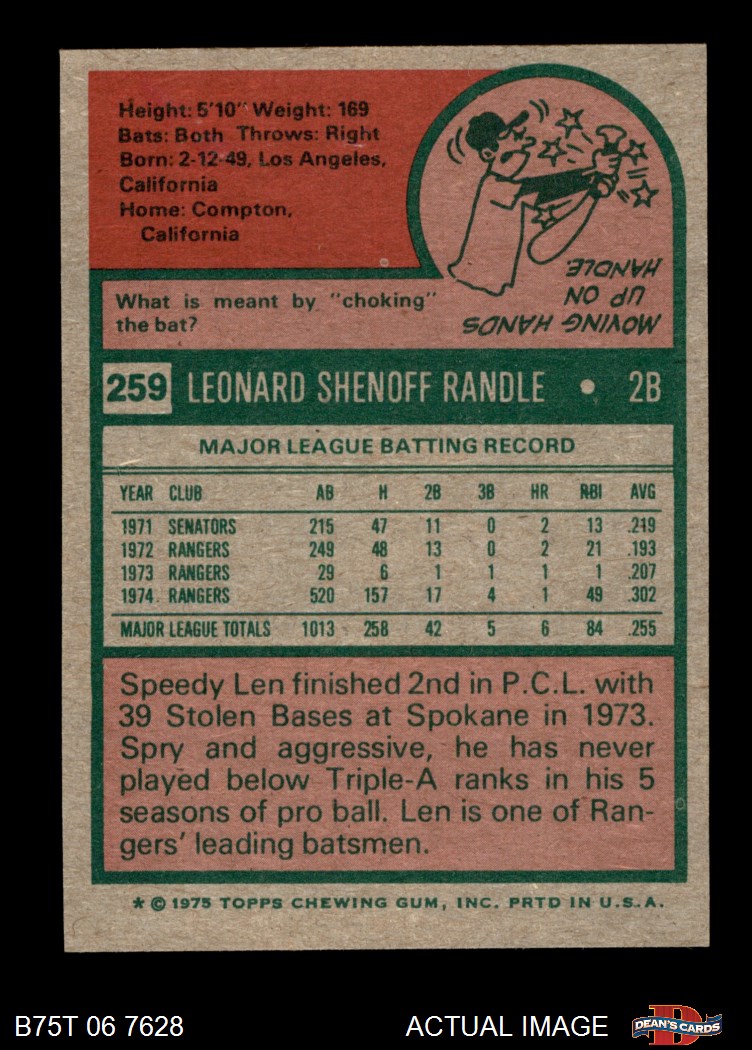 Height: 5'10" Weight: 169
Bats: Both Throws: Right
Born: 2-12-49, Los Angeles,
California
Home: Compton,
California
What is meant by "choking"
the bat?
MOVING HANDS
UP ON
HANDLE.
259 LEONARD SHENOFF RANDLE • 2B
MAJOR LEAGUE BATTING RECORD
YEAR CLUB AB H 2B 3B HR RBI AVG
1971 SENATORS 215 47 11 0 2 13 .219
1972 RANGERS 249 48 13 0 2 21 .193
1973 RANGERS 29 6 1 1 1 1 .207
1974 RANGERS 520 157 17 4 1 49 .302
MAJOR LEAGUE TOTALS 1013 258 42 5 6 84 .255
Speedy Len finished 2nd in P.C.L. with
39 Stolen Bases at Spokane in 1973.
Spry and aggressive, he has never
played below Triple-A ranks in his 5
seasons of pro ball. Len is one of Ran-
gers' leading batsmen.
* © 1975 TOPPS CHEWING GUM, INC. PRTD IN U.S.A.
B75T 06 7628 ACTUAL IMAGE DEAN'S CARDS